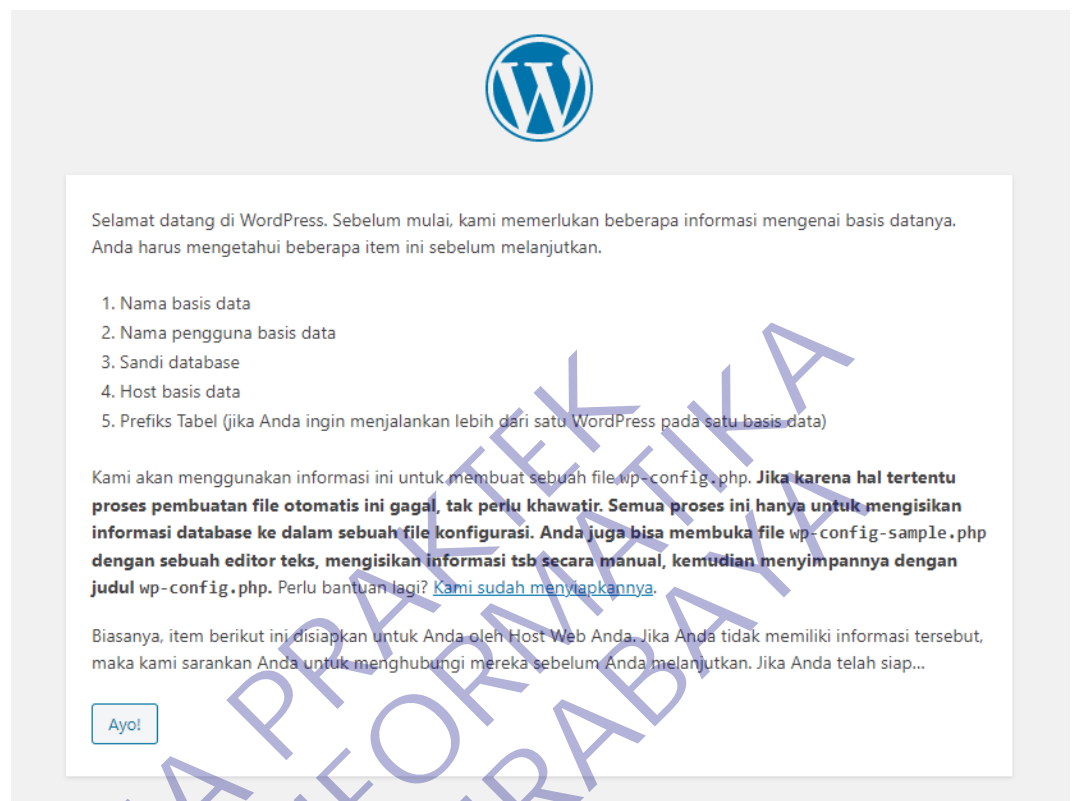 Selamat datang di WordPress. Sebelum mulai, kami memerlukan beberapa informasi mengenai basis datanya.
Anda harus mengetahui beberapa item ini sebelum melanjutkan.
1. Nama basis data
2. Nama pengguna basis data
3. Sandi database
4. Host basis data
5. Prefiks Tabel (jika Anda ingin menjalankan lebih dari satu WordPress pada satu basis data)
Kami akan menggunakan informasi ini untuk membuat sebuah file wp-config.php. Jika karena hal tertentu
proses pembuatan file otomatis ini gagal, tak perlu khawatir. Semua proses ini hanya untuk mengisikan
informasi database ke dalam sebuah file konfigurasi. Anda juga bisa membuka file wp-config-sample.php
dengan sebuah editor teks, mengisikan informasi tsb secara manual, kemudian menyimpannya dengan
judul wp-config.php. Perlu bantuan lagi? Kami sudah menyiapkannya.
Biasanya, item berikut ini disiapkan untuk Anda oleh Host Web Anda. Jika Anda tidak memiliki informasi tersebut,
maka kami sarankan Anda untuk menghubungi mereka sebelum Anda melanjutkan. Jika Anda telah siap...
Ayo!
PRAKTEK